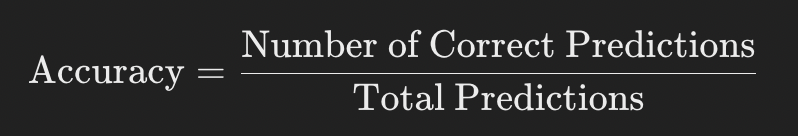 Accuracy = Number of Correct Predictions
Total Predictions